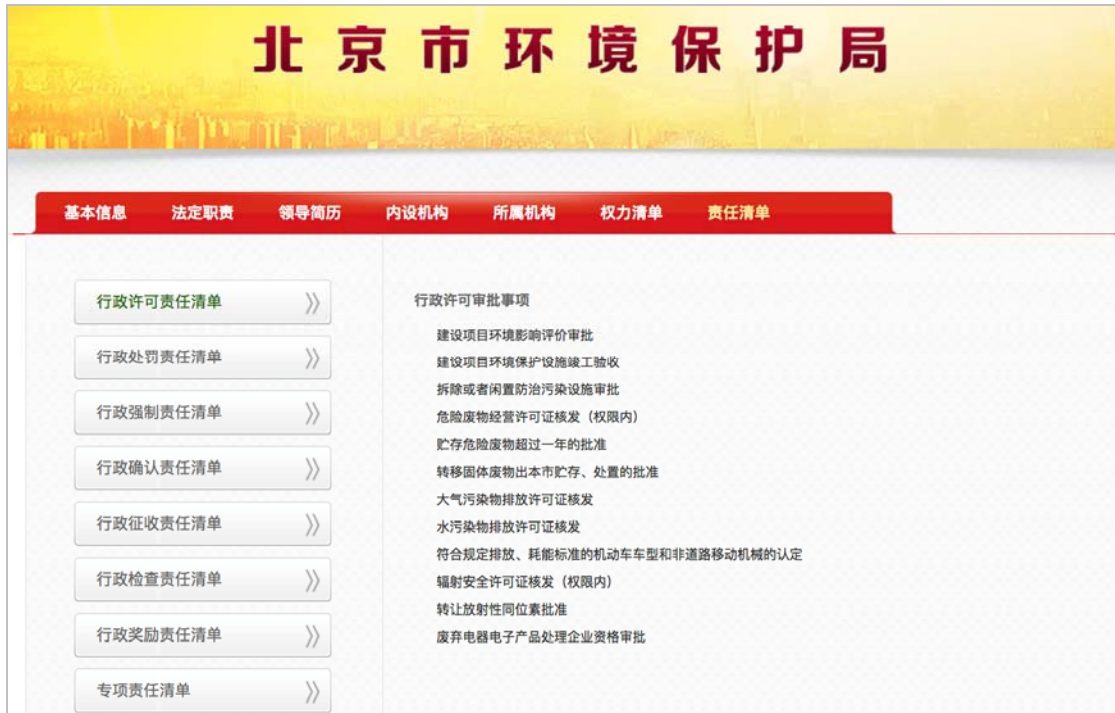 北京市环境保护局
基本信息 法定职责 领导简历 内设机构 所属机构 权力清单 责任清单
行政许可责任清单
行政处罚责任清单
行政强制责任清单
行政确认责任清单
行政征收责任清单
行政检查责任清单
行政奖励责任清单
专项责任清单
行政许可审批事项
建设项目环境影响评价审批
建设项目环境保护设施竣工验收
拆除或者闲置防治污染设施审批
危险废物经营许可证核发（权限内）
贮存危险废物超过一年的批准
转移固体废物出本市贮存、处置的批准
大气污染物排放许可证核发
水污染物排放许可证核发
符合规定排放、耗能标准的机动车车型和非道路移动机械的认定
辐射安全许可证核发（权限内）
转让放射性同位素批准
废弃电器电子产品处理企业资格审批